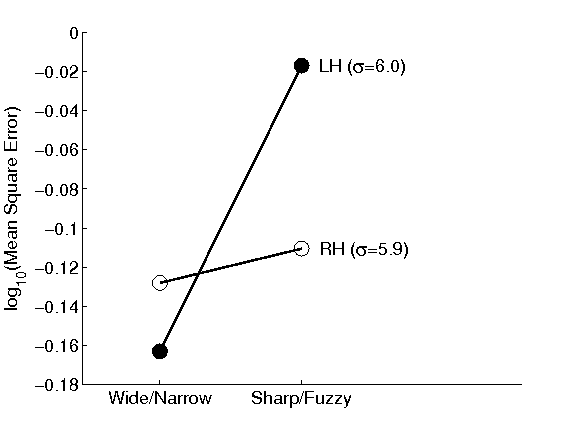 0
−0.02
−0.04
−0.06
−0.08
−0.1
−0.12
−0.14
−0.16
−0.18
log10(Mean Square Error)
LH (σ=6.0)
RH (σ=5.9)
Wide/Narrow Sharp/Fuzzy